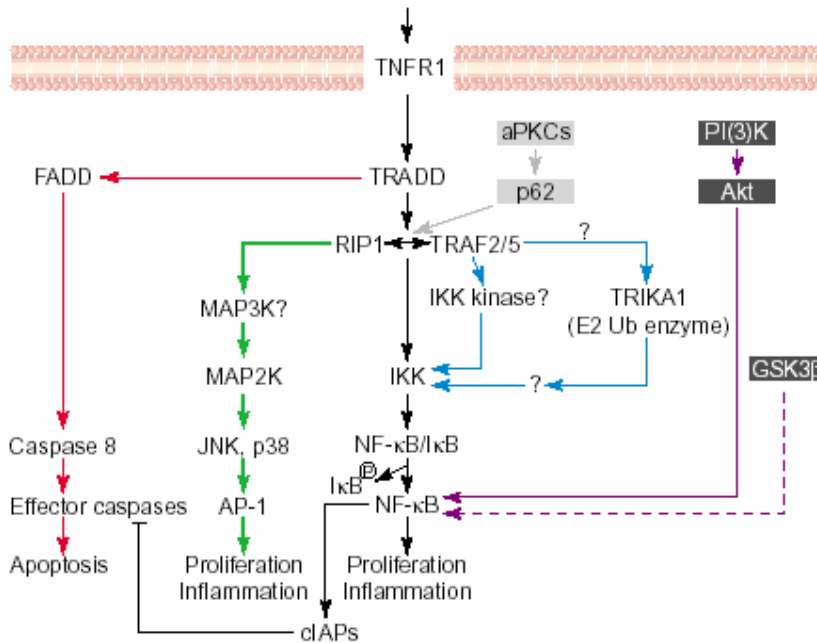 TNFR1
aPKCs
PI(3)K
FADD
TRADD
p62
Akt
RIP1
TRAF2/5
?
MAP3K?
IKK kinase?
TRIKA1
(E2 Ub enzyme)
MAP2K
IKK
?
GSK3β
Caspase 8
JNK, p38
NF-κB/IκB
IκB
P
Effector caspases
AP-1
NF-κB
Apoptosis
Proliferation
Inflammation
Proliferation
Inflammation
cIAPs